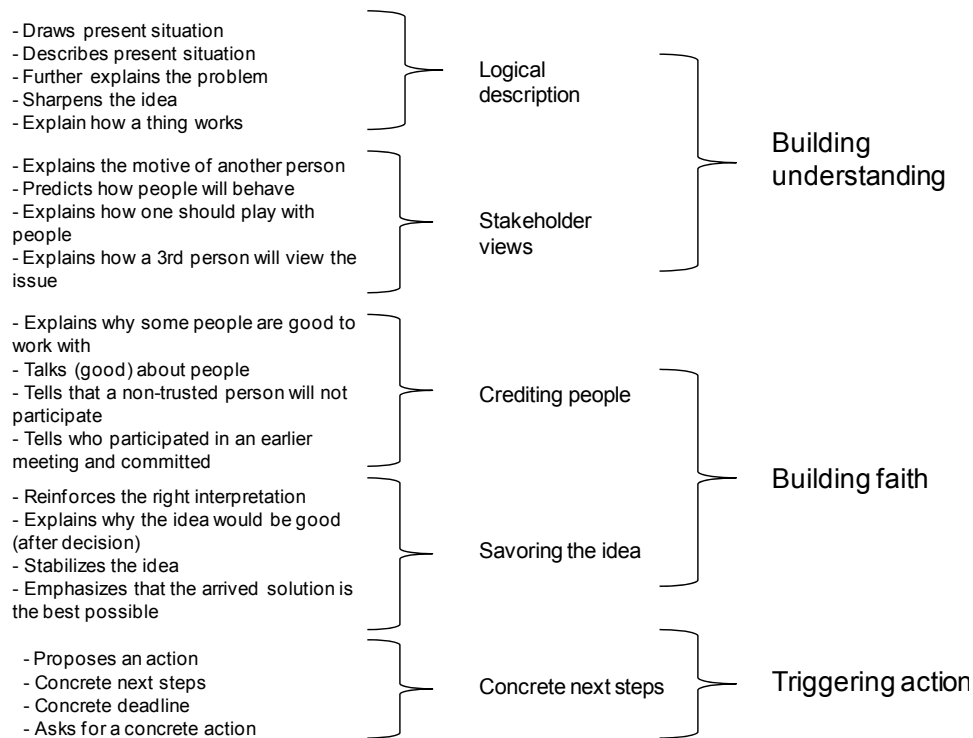 - Draws present situation
- Describes present situation
- Further explains the problem
- Sharpens the idea
- Explain how a thing works
Logical
description
- Explains the motive of another person
- Predicts how people will behave
- Explains how one should play with
people
- Explains how a 3rd person will view the
issue
Stakeholder
views
Building
understanding
- Explains why some people are good to
work with
- Talks (good) about people
- Tells that a non-trusted person will not
participate
- Tells who participated in an earlier
meeting and committed
Crediting people
- Reinforces the right interpretation
- Explains why the idea would be good
(after decision)
- Stabilizes the idea
- Emphasizes that the arrived solution is
the best possible
Savoring the idea
Building faith
- Proposes an action
- Concrete next steps
- Concrete deadline
- Asks for a concrete action
Concrete next steps
Triggering action